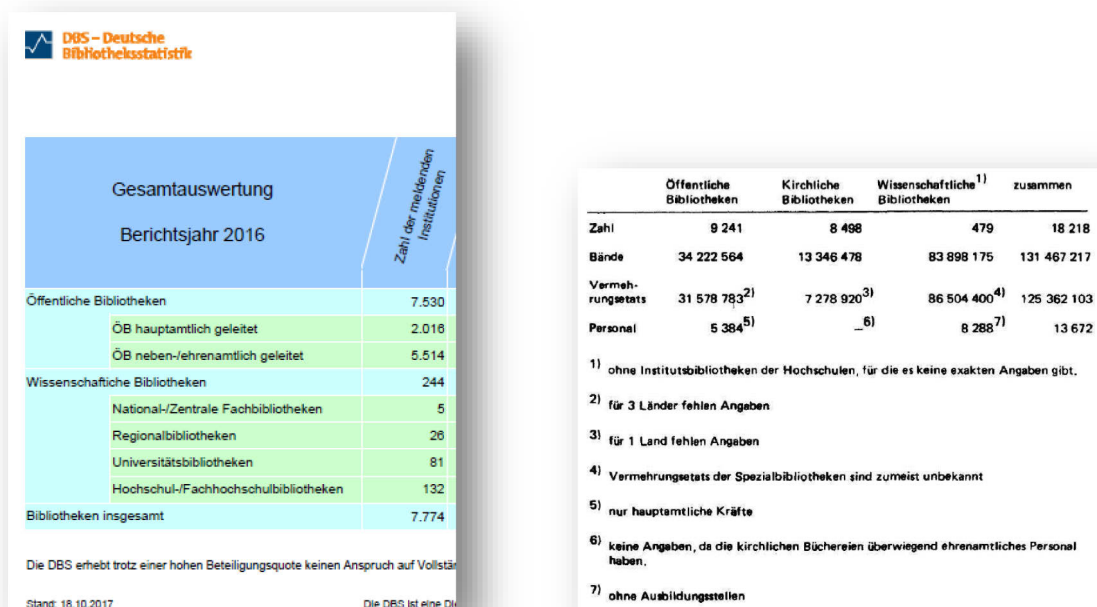 DBS – Deutsche
Bibliotheksstatistik
Gesamtauswertung
Berichtsjahr 2016
Zahl der meldenden
Institutionen
Öffentliche Bibliotheken 7.530
ÖB hauptamtlich geleitet 2.016
ÖB neben-/ehrenamtlich geleitet 5.514
Wissenschaftiche Bibliotheken 244
National-/Zentrale Fachbibliotheken 5
Regionalbibliotheken 26
Universitätsbibliotheken 81
Hochschul-/Fachhochschulbibliotheken 132
Bibliotheken insgesamt 7.774
Die DBS erhebt trotz einer hohen Beteiligungsquote keinen Anspruch auf
Stand: 18.10.2017 Die DBS ist eine
Öffentliche Kirchliche Wissenschaftliche1) zusammen
Bibliotheken Bibliotheken Bibliotheken
Zahl 9 241 8 498 479 18 218
Bände 34 222 564 13 346 478 83 898 175 131 467 217
Vermeh-
rungsetats 31 578 7832) 7 278 9203) 86 504 4004) 125 362 103
Personal 5 3845) –6) 8 2887) 13 672
1) ohne Institutsbibliotheken der Hochschulen, für die es keine exakten Angaben gibt.
2) für 3 Länder fehlen Angaben
3) für 1 Land fehlen Angaben
4) Vermehrungsetats der Spezialbibliotheken sind zumeist unbekannt
5) nur hauptamtliche Kräfte
6) keine Angaben, da die kirchlichen Büchereien überwiegend ehrenamtliches Personal
haben.
7) ohne Ausbildungsstellen